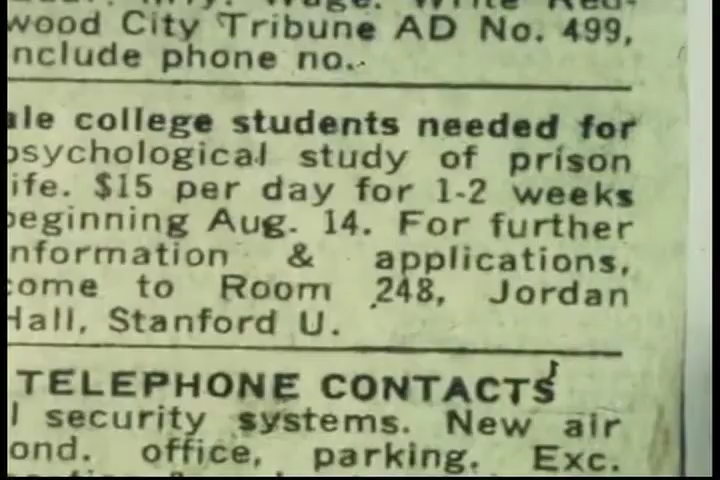 wood City Tribune AD No. 499,
nclude phone no.
ale college students needed for
psychological study of prison
ife. $15 per day for 1-2 weeks
beginning Aug. 14. For further
nformation & applications,
come to Room 248, Jordan
Hall, Stanford U.
TELEPHONE CONTACTS
l security systems. New air
ond. office, parking. Exc.